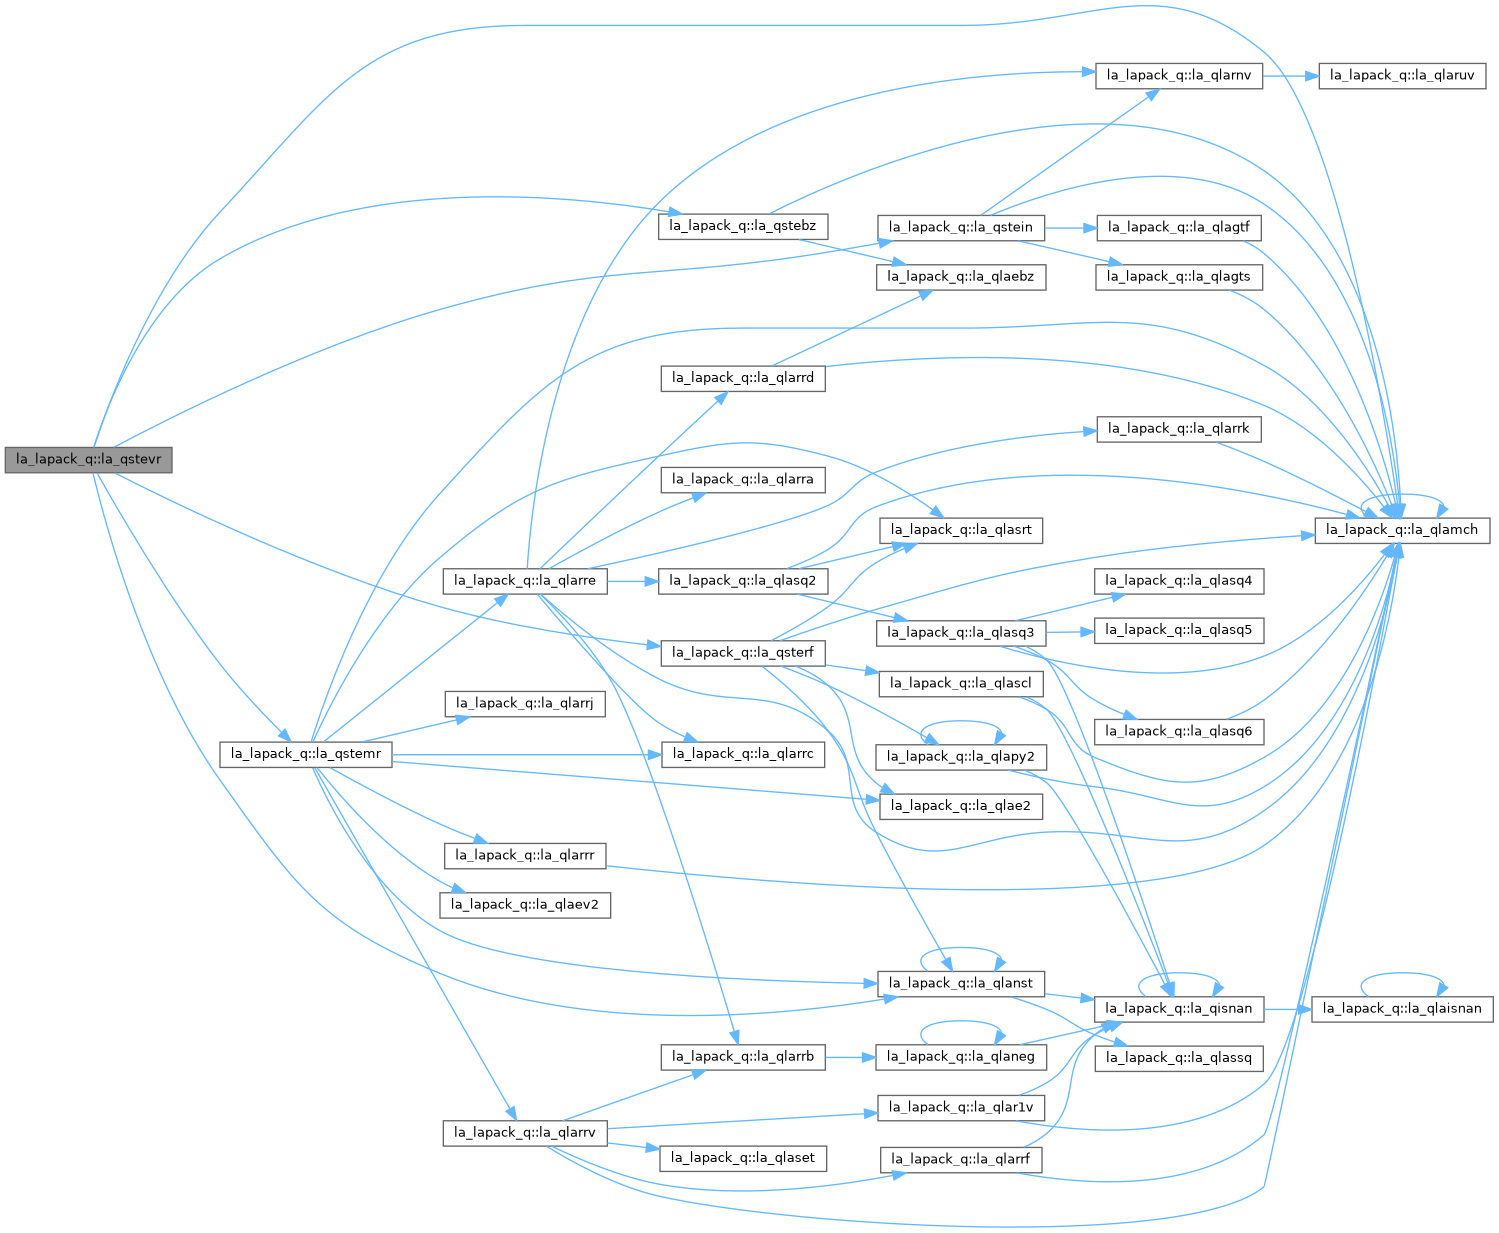 la_lapack_q::la_qlarnv
la_lapack_q::la_qlaruv
la_lapack_q::la_qstebz
la_lapack_q::la_qstein
la_lapack_q::la_qlagtf
la_lapack_q::la_qlaebz
la_lapack_q::la_qlagts
la_lapack_q::la_qlarrd
la_lapack_q::la_qlarrk
la_lapack_q::la_qstevr
la_lapack_q::la_qlarra
la_lapack_q::la_qlasrt
la_lapack_q::la_qlamch
la_lapack_q::la_qlarre
la_lapack_q::la_qlasq2
la_lapack_q::la_qlasq4
la_lapack_q::la_qlasq3
la_lapack_q::la_qlasq5
la_lapack_q::la_qsterf
la_lapack_q::la_qlascl
la_lapack_q::la_qlarrj
la_lapack_q::la_qlasq6
la_lapack_q::la_qstemr
la_lapack_q::la_qlarrc
la_lapack_q::la_qlapy2
la_lapack_q::la_qlae2
la_lapack_q::la_qlarrr
la_lapack_q::la_qlaev2
la_lapack_q::la_qlanst
la_lapack_q::la_qisnan
la_lapack_q::la_qlaisnan
la_lapack_q::la_qlarrb
la_lapack_q::la_qlaneg
la_lapack_q::la_qlassq
la_lapack_q::la_qlar1v
la_lapack_q::la_qlarrv
la_lapack_q::la_qlaset
la_lapack_q::la_qlarrf